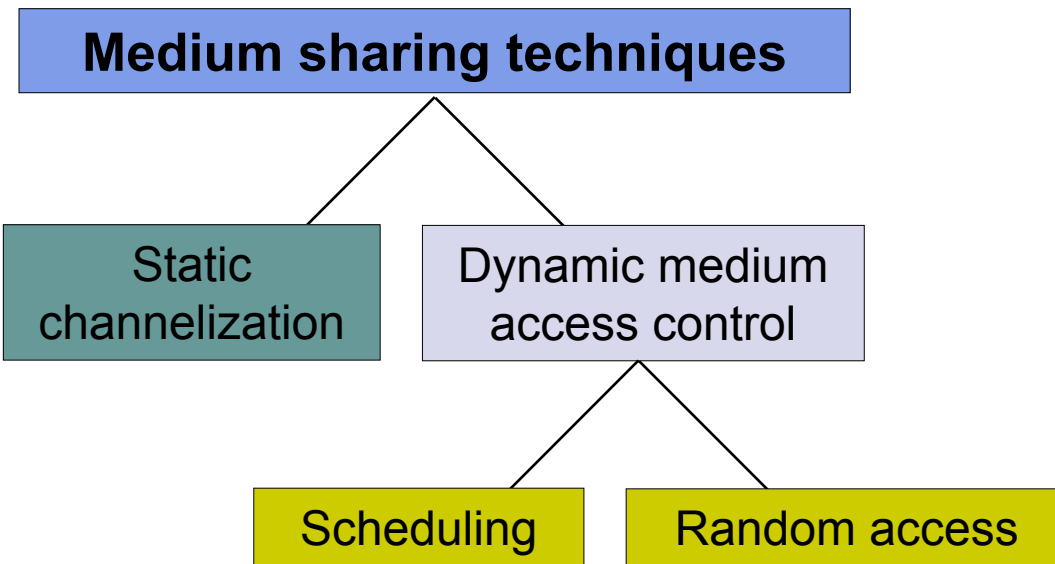 Medium sharing techniques
Static
channelization
Dynamic medium
access control
Scheduling
Random access